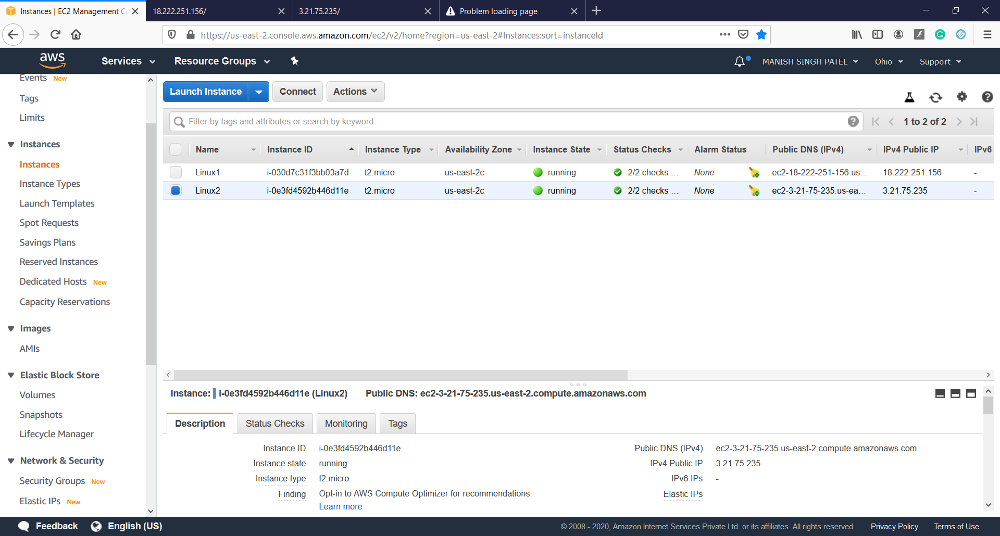 Instances | EC2 Management Co
18.222.251.156/
3.21.75.235/
Problem loading page
https://us-east-2.console.aws.amazon.com/ec2/v2/home?region=us-east-2#Instances:sort=instanceId
aws
Services
Resource Groups
MANISH SINGH PATEL
Ohio
Support
Events New
Tags
Limits
Instances
Instances
Instance Types
Launch Templates
Spot Requests
Savings Plans
Reserved Instances
Dedicated Hosts New
Capacity Reservations
Images
AMIs
Elastic Block Store
Volumes
Snapshots
Lifecycle Manager
Network & Security
Security Groups New
Elastic IPs New
Launch Instance
Connect
Actions
Filter by tags and attributes or search by keyword
1 to 2 of 2
Name Instance ID Instance Type Availability Zone Instance State Status Checks Alarm Status Public DNS (IPv4) IPv4 Public IP IPv6
Linux1 i-030d7c31f3bb03a7d t2.micro us-east-2c running 2/2 checks ... None ec2-18-222-251-156.us... 18.222.251.156 -
Linux2 i-0e3fd4592b446d11e t2.micro us-east-2c running 2/2 checks ... None ec2-3-21-75-235.us-ea... 3.21.75.235 -
Instance: i-0e3fd4592b446d11e (Linux2) Public DNS: ec2-3-21-75-235.us-east-2.compute.amazonaws.com
Description
Status Checks
Monitoring
Tags
Instance ID i-0e3fd4592b446d11e
Instance state running
Instance type t2.micro
Finding Opt-in to AWS Compute Optimizer for recommendations.
Learn more
Public DNS (IPv4) ec2-3-21-75-235.us-east-2.compute.amazonaws.com
IPv4 Public IP 3.21.75.235
IPv6 IPs -
Elastic IPs
Feedback
English (US)
© 2008 - 2020, Amazon Internet Services Private Ltd. or its affiliates. All rights reserved.
Privacy Policy
Terms of Use